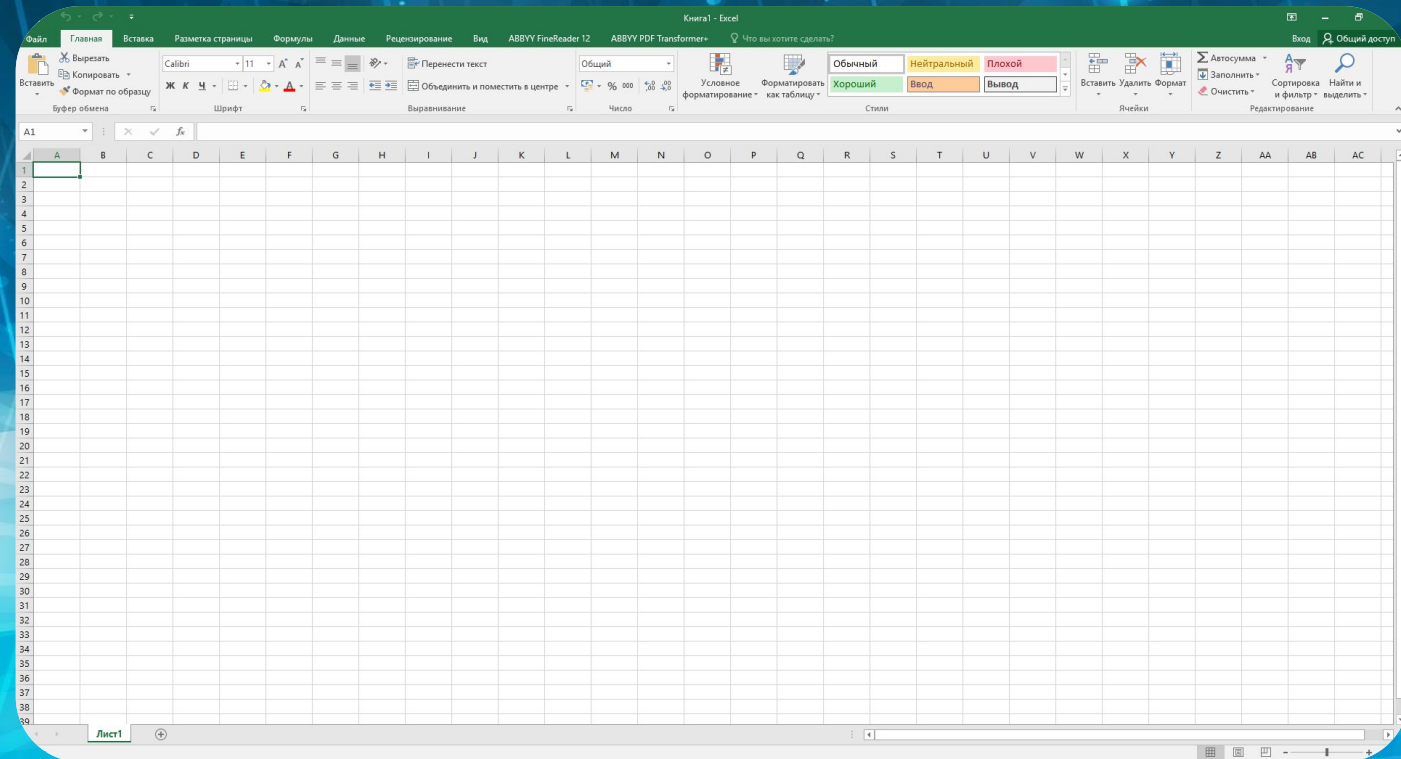 Книга1 - Excel
Файл Главная Вставка Разметка страницы Формулы Данные Рецензирование Вид ABBYY FineReader 12 ABBYY PDF Transformer+ Что вы хотите сделать? Вход Общий доступ
Вставить
Вырезать
Копировать
Формат по образцу
Буфер обмена
Calibri 11
Ж К Ч
Шрифт
Перенести текст
Объединить и поместить в центре
Выравнивание
Общий
% 000
Число
Условное форматирование
Форматировать как таблицу
Обычный Нейтральный Плохой
Хороший Ввод Вывод
Стили
Вставить Удалить Формат
Ячейки
Автосумма
Заполнить
Очистить
Сортировка и фильтр
Найти и выделить
Редактирование
A1 fx
A B C D E F G H I J K L M N O P Q R S T U V W X Y Z AA AB AC
1
2
3
4
5
6
7
8
9
10
11
12
13
14
15
16
17
18
19
20
21
22
23
24
25
26
27
28
29
30
31
32
33
34
35
36
37
38
39
Лист1